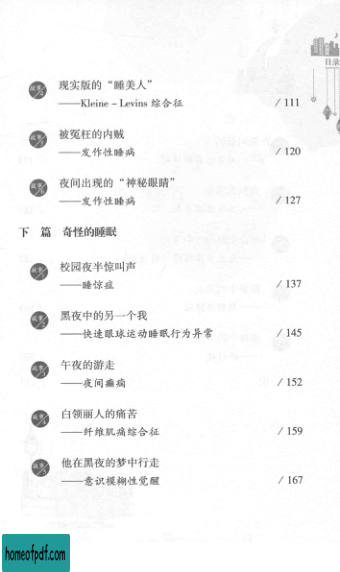 目录
现实版的“睡美人”
——Kleine－Levins 综合征 / 111
被冤枉的内贼
——发作性睡病 / 120
夜间出现的“神秘眼睛”
——发作性睡病 / 127
下 篇 奇怪的睡眠
校园夜半惊叫声
——睡惊症 / 137
黑夜中的另一个我
——快速眼球运动睡眠行为异常 / 145
午夜的游走
——夜间癫痫 / 152
白领丽人的痛苦
——纤维肌痛综合征 / 159
他在黑夜的梦中行走
——意识模糊性觉醒 / 167
homeofpdf.com